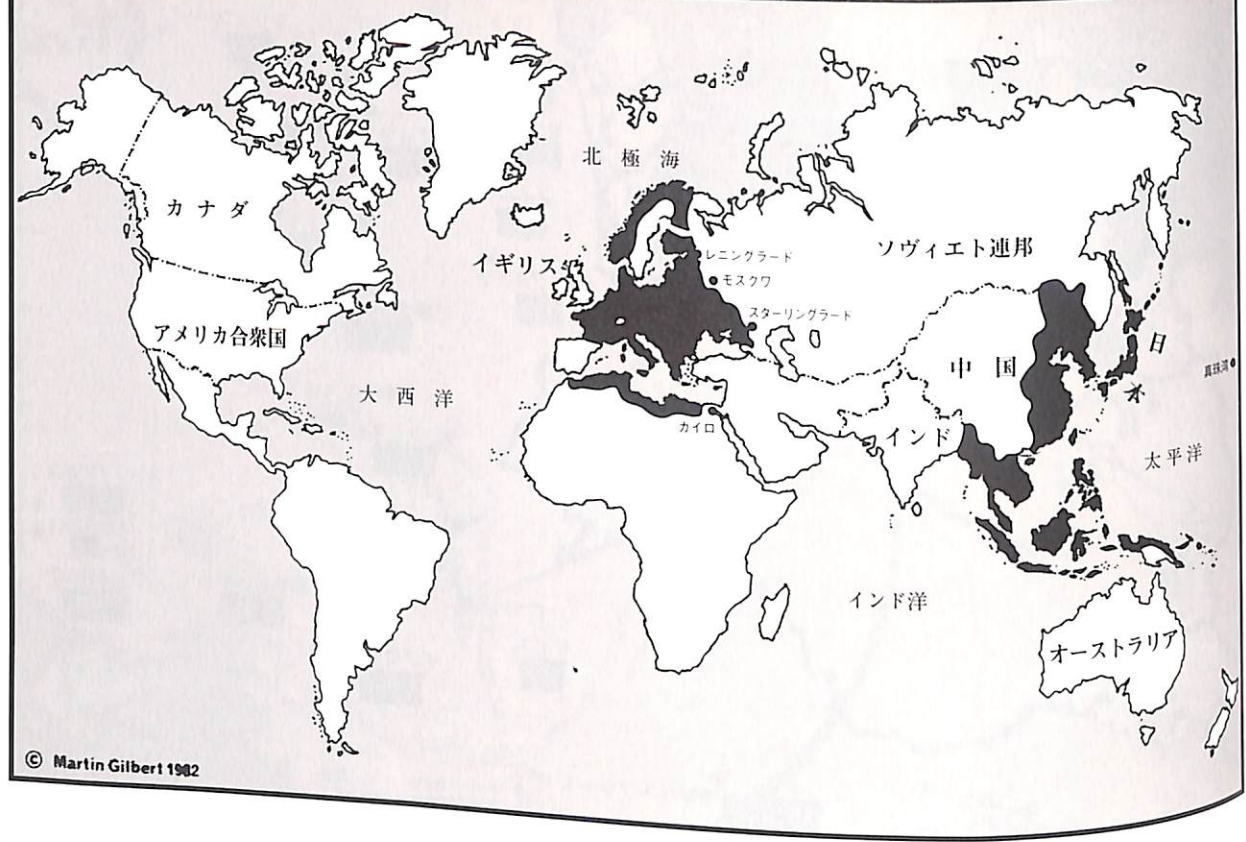 北極海
カナダ
ソヴィエト連邦
イギリス
レニングラード
モスクワ
スターリングラード
アメリカ合衆国
中国
日本
真珠湾
大西洋
カイロ
インド
太平洋
インド洋
オーストラリア
© Martin Gilbert 1982